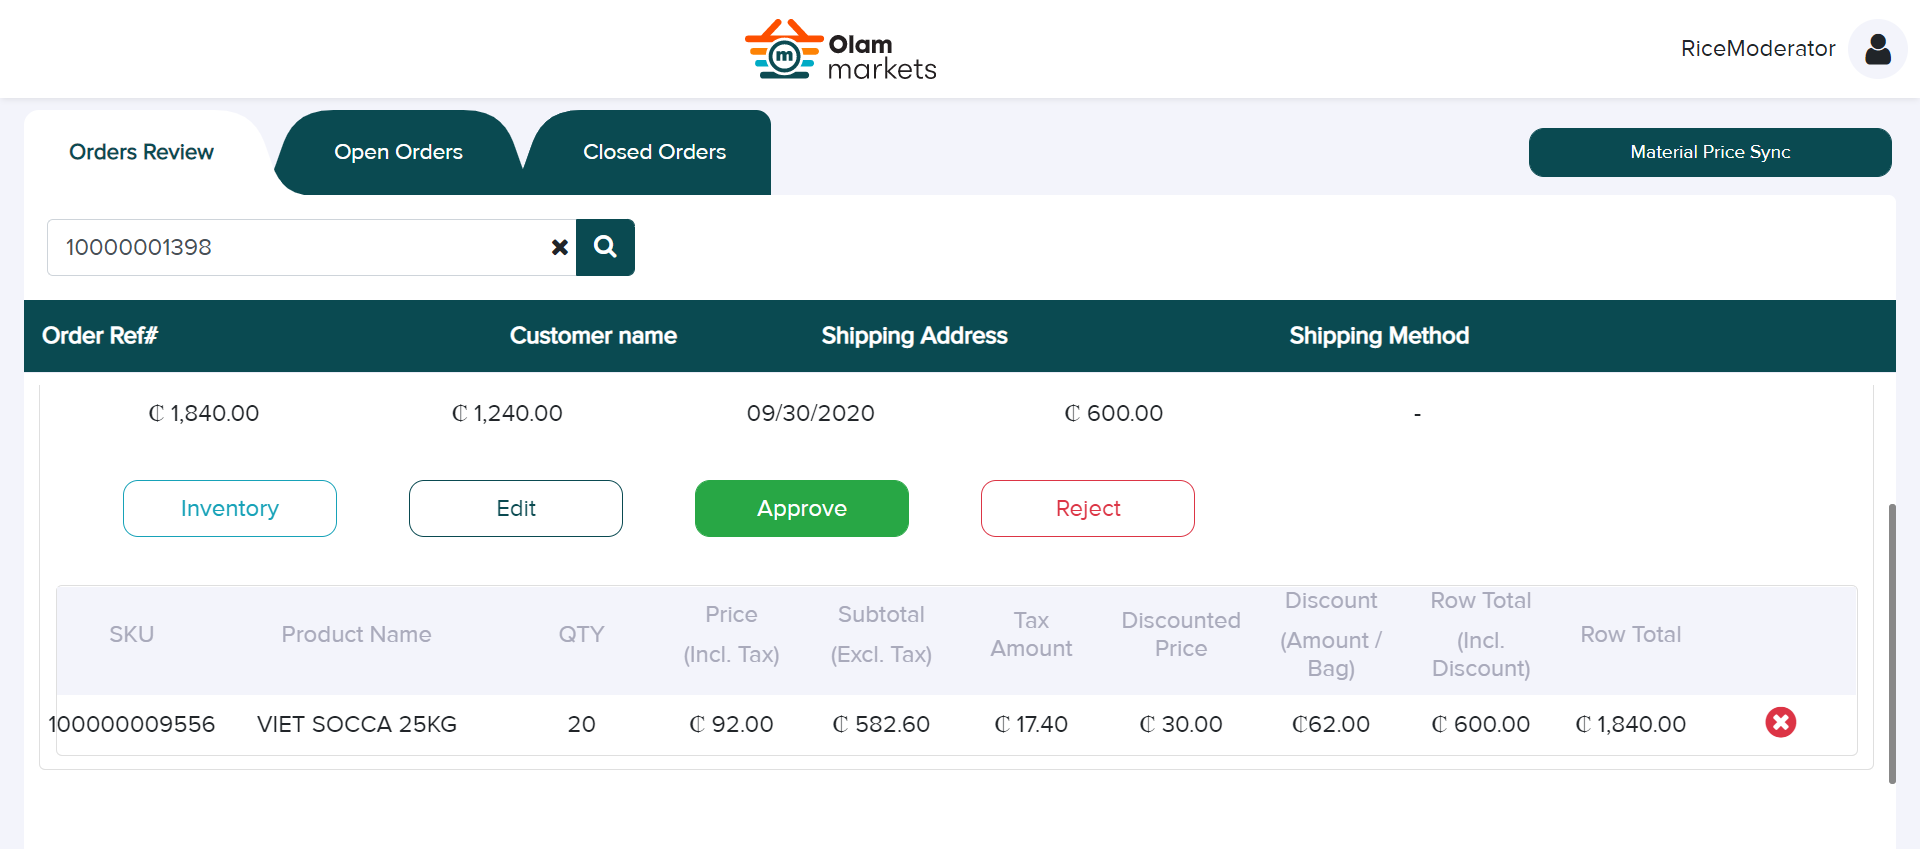 Olam
markets
RiceModerator
Orders Review
Open Orders
Closed Orders
Material Price Sync
10000001398
Order Ref#
Customer name
Shipping Address
Shipping Method
₵ 1,840.00
₵ 1,240.00
09/30/2020
₵ 600.00
-
Inventory
Edit
Approve
Reject
SKU
Product Name
QTY
Price
(Incl. Tax)
Subtotal
(Excl. Tax)
Tax
Amount
Discounted
Price
Discount
(Amount /
Bag)
Row Total
(Incl.
Discount)
Row Total
100000009556
VIET SOCCA 25KG
20
₵ 92.00
₵ 582.60
₵ 17.40
₵ 30.00
₵62.00
₵ 600.00
₵ 1,840.00